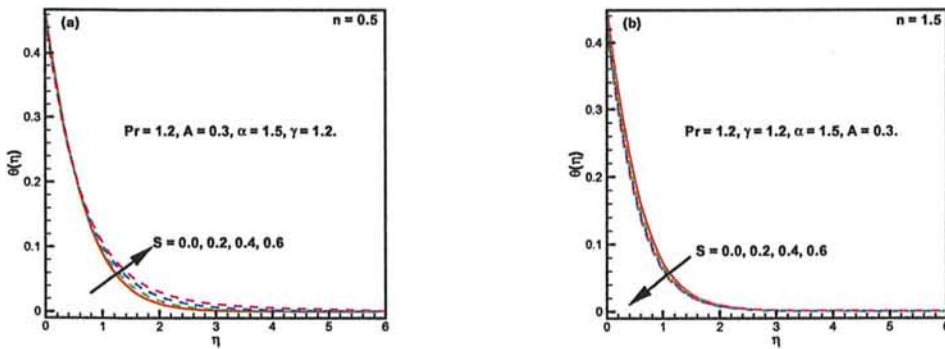 (a)
n = 0.5
0.4
0.3
0.2
0.1
0
θ(η)
Pr = 1.2, A = 0.3, α = 1.5, γ = 1.2.
S = 0.0, 0.2, 0.4, 0.6
0 1 2 3 4 5 6
η
(b)
n = 1.5
0.4
0.3
0.2
0.1
0
θ(η)
Pr = 1.2, γ = 1.2, α = 1.5, A = 0.3.
S = 0.0, 0.2, 0.4, 0.6
0 1 2 3 4 5 6
η